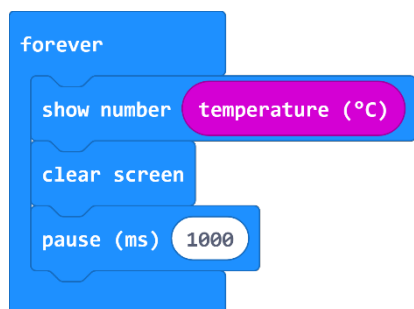 forever
show number temperature (°C)
clear screen
pause (ms) 1000